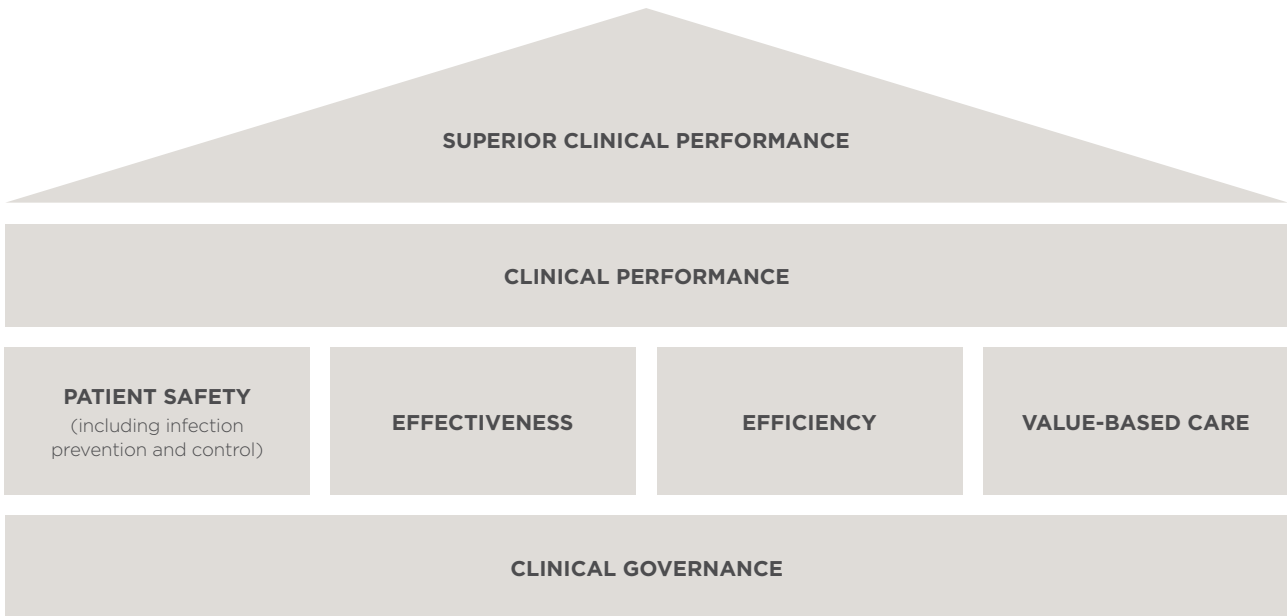 SUPERIOR CLINICAL PERFORMANCE
CLINICAL PERFORMANCE
PATIENT SAFETY
(including infection
prevention and control)
EFFECTIVENESS
EFFICIENCY
VALUE-BASED CARE
CLINICAL GOVERNANCE